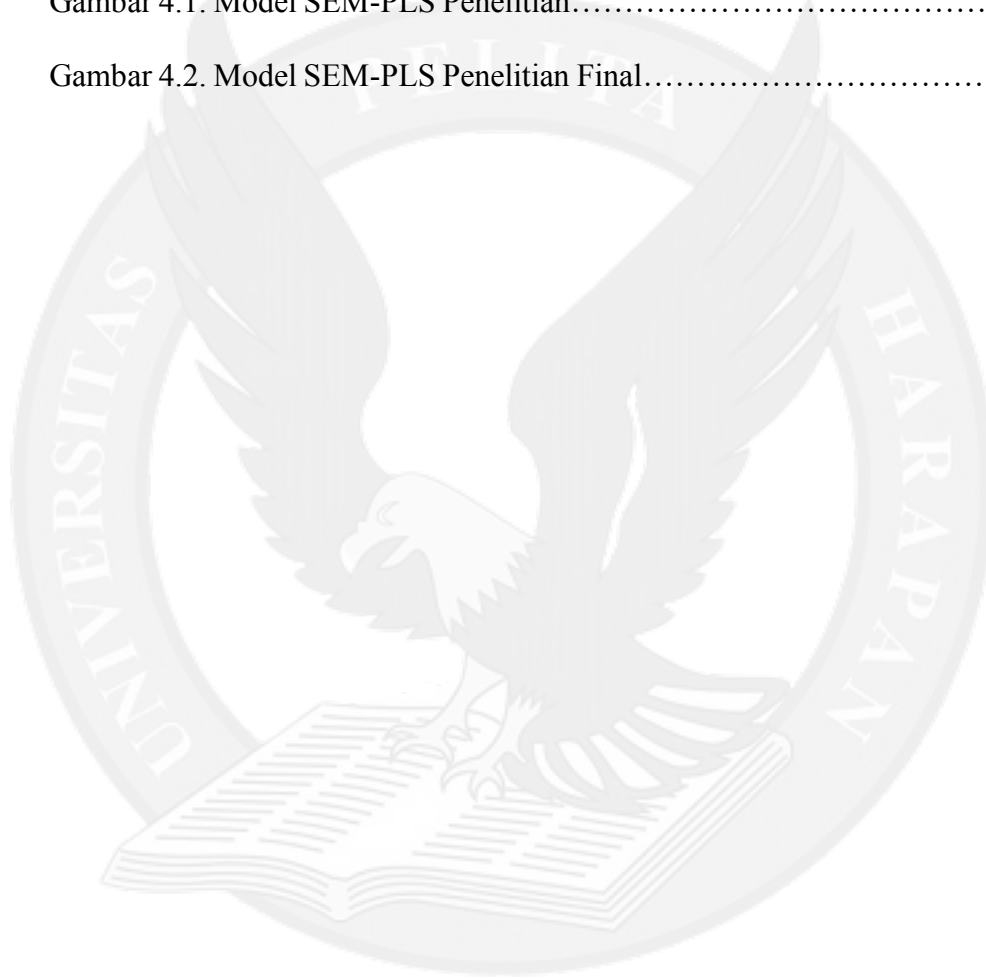 Gambar 4.1. Model SEM-PLS Penelitian………………………………………
Gambar 4.2. Model SEM-PLS Penelitian Final………………………………
UNIVERSITAS PELITA HARAPAN